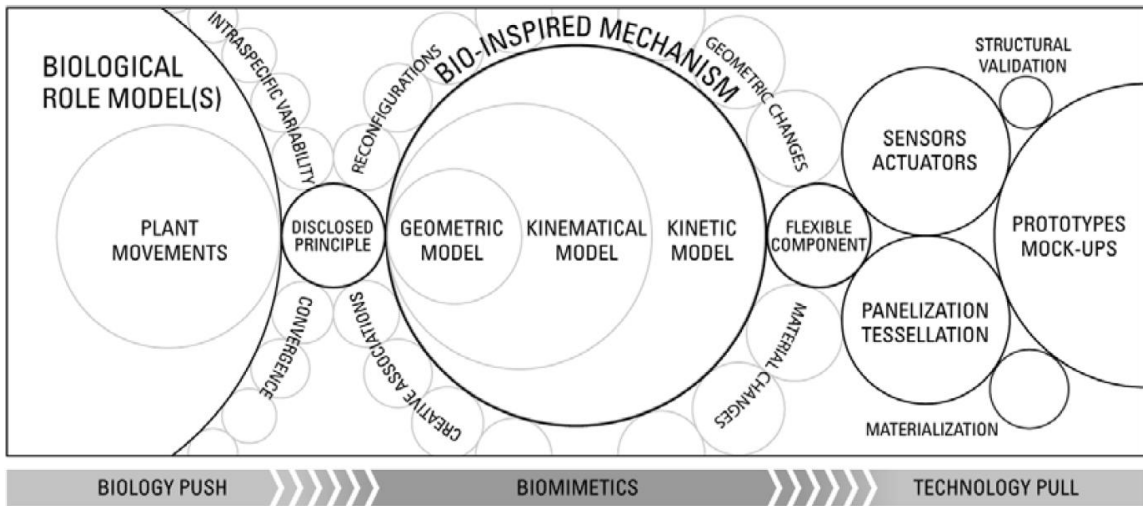 BIOLOGICAL
ROLE MODEL(S)
PLANT
MOVEMENTS
INTRASPECIFIC VARIABILITY
CONVERGENCE
DISCLOSED
PRINCIPLE
RECONFIGURATIONS
CREATIVE ASSOCIATIONS
BIO-INSPIRED MECHANISM
GEOMETRIC
MODEL
KINEMATICAL
MODEL
KINETIC
MODEL
GEOMETRIC CHANGES
MATERIAL CHANGES
FLEXIBLE
COMPONENT
SENSORS
ACTUATORS
PANELIZATION
TESSELLATION
STRUCTURAL
VALIDATION
MATERIALIZATION
PROTOTYPES
MOCK-UPS
BIOLOGY PUSH
BIOMIMETICS
TECHNOLOGY PULL